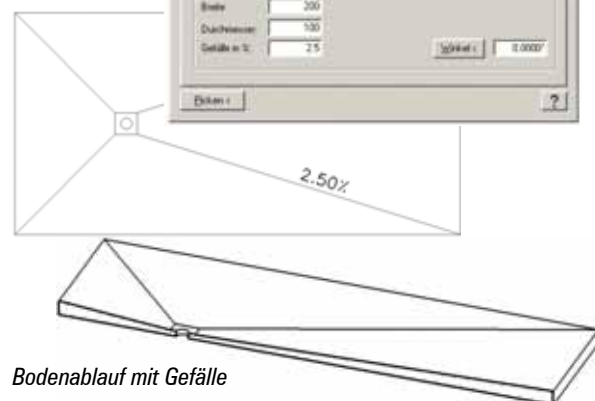 Breite 200
Durchmesser 100
Gefälle in % 2.5 Winkel < 0.0000°
Picken < ?
2.50%
Bodenablauf mit Gefälle